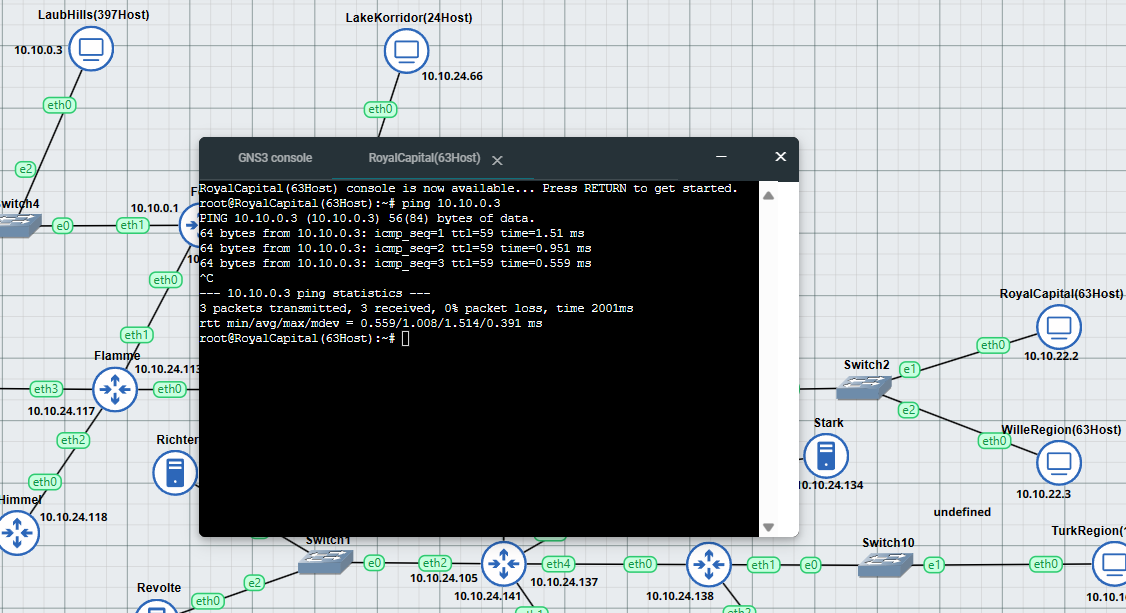 LaubHills(397Host)
LakeKorridor(24Host)
10.10.0.3
10.10.24.66
eth0
eth0
e2
GNS3 console
RoyalCapital(63Host)
RoyalCapital(63Host) console is now available... Press RETURN to get started.
root@RoyalCapital(63Host):~# ping 10.10.0.3
PING 10.10.0.3 (10.10.0.3) 56(84) bytes of data.
64 bytes from 10.10.0.3: icmp_seq=1 ttl=59 time=1.51 ms
64 bytes from 10.10.0.3: icmp_seq=2 ttl=59 time=0.951 ms
64 bytes from 10.10.0.3: icmp_seq=3 ttl=59 time=0.559 ms
^C
--- 10.10.0.3 ping statistics ---
3 packets transmitted, 3 received, 0% packet loss, time 2001ms
rtt min/avg/max/mdev = 0.559/1.008/1.514/0.391 ms
root@RoyalCapital(63Host):~#
witch4
10.10.0.1
F
e0
eth1
10
eth0
eth1
Flamme
10.10.24.113
eth3
eth0
10.10.24.117
eth2
Richter
eth0
Himmel
10.10.24.118
RoyalCapital(63Host)
eth0
10.10.22.2
Switch2
e1
e2
Stark
eth0
WilleRegion(63Host)
10.10.24.134
10.10.22.3
undefined
TurkRegion(1
Switch1
Switch10
e0
eth2
eth4
eth0
eth1
e0
e1
eth0
10.10.24.105
10.10.24.137
10.10.24.141
10.10.24.138
10.10.1
Revolte
e2
eth0
eth1
eth2